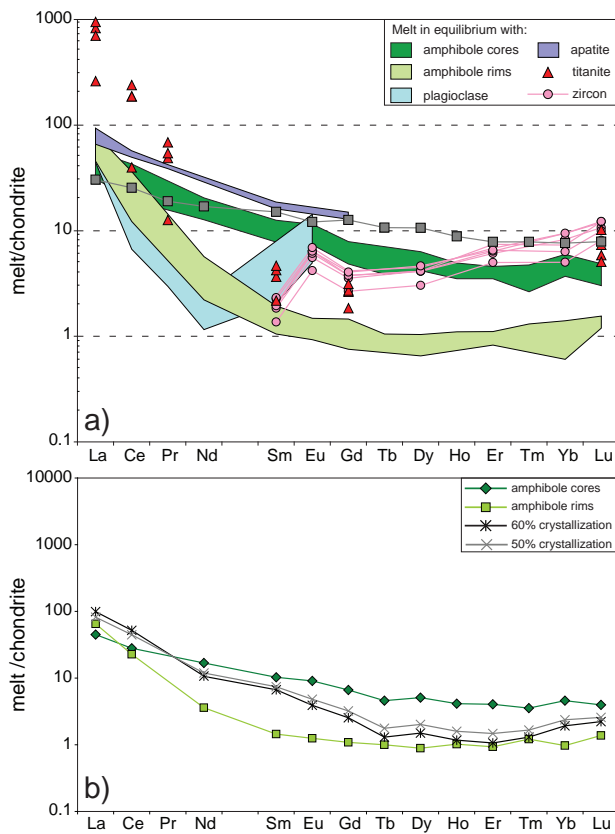 1000
100
10
1
0.1
melt/chondrite
a)
Melt in equilibrium with:
amphibole cores
amphibole rims
plagioclase
apatite
titanite
zircon
La Ce Pr Nd Sm Eu Gd Tb Dy Ho Er Tm Yb Lu
10000
1000
100
10
1
0.1
melt /chondrite
b)
amphibole cores
amphibole rims
60% crystallization
50% crystallization
La Ce Pr Nd Sm Eu Gd Tb Dy Ho Er Tm Yb Lu